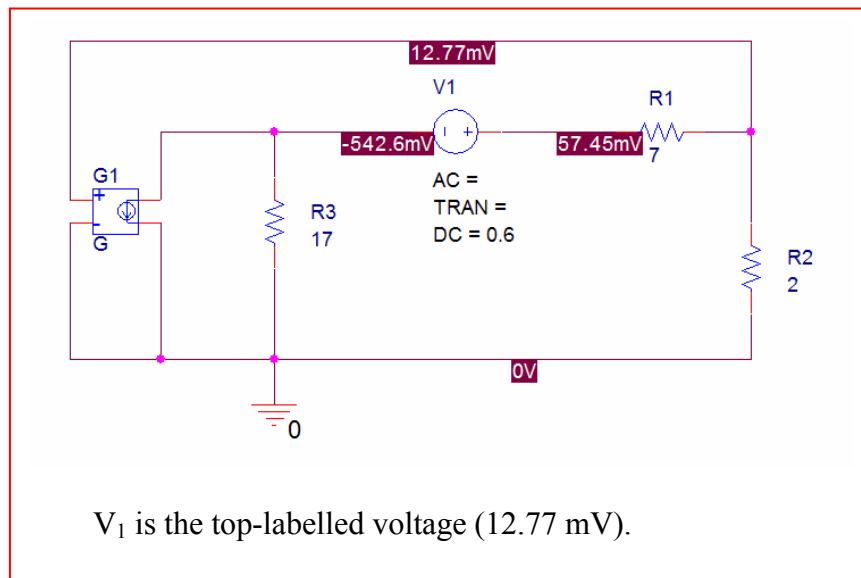 12.77mV
V1
R1
-542.6mV
57.45mV
7
G1
G
R3
17
AC =
TRAN =
DC = 0.6
R2
2
0V
0
V₁ is the top-labelled voltage (12.77 mV).